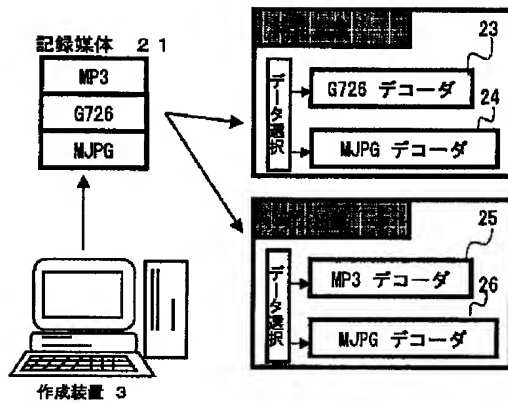 記録媒体 21
MP3
G726
MJPG
作成装置 3
データ選択
23
G726 デコーダ
24
MJPG デコーダ
データ選択
25
MP3 デコーダ
26
MJPG デコーダ